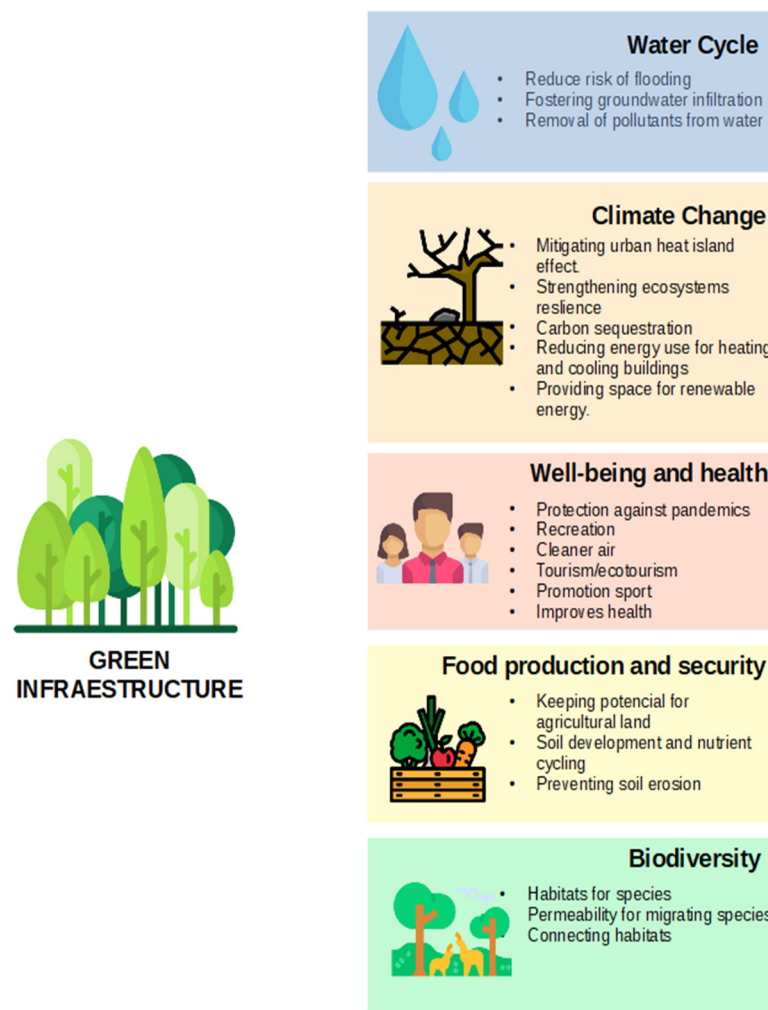 Water Cycle
• Reduce risk of flooding
• Fostering groundwater infiltration
• Removal of pollutants from water
Climate Change
• Mitigating urban heat island
effect.
• Strengthening ecosystems
reslience
• Carbon sequestration
• Reducing energy use for heating
and cooling buildings
• Providing space for renewable
energy.
Well-being and health
• Protection against pandemics
• Recreation
• Cleaner air
• Tourism/ecotourism
• Promotion sport
• Improves health
GREEN
INFRAESTRUCTURE
Food production and security
• Keeping potencial for
agricultural land
• Soil development and nutrient
cycling
• Preventing soil erosion
Biodiversity
• Habitats for species
Permeability for migrating species
• Connecting habitats